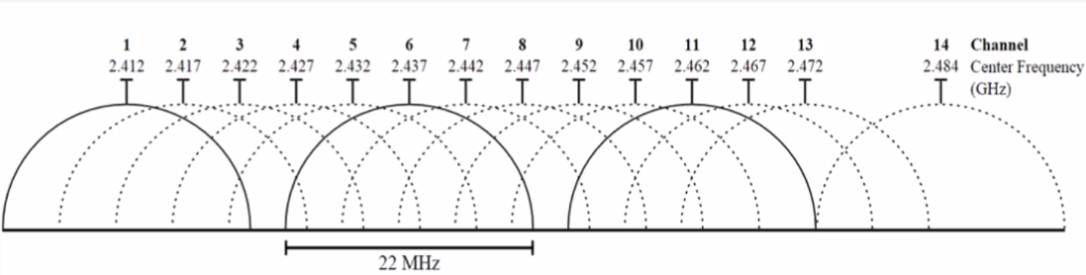 1 2 3 4 5 6 7 8 9 10 11 12 13 14 Channel
2.412 2.417 2.422 2.427 2.432 2.437 2.442 2.447 2.452 2.457 2.462 2.467 2.472 2.484 Center Frequency
(GHz)
22 MHz